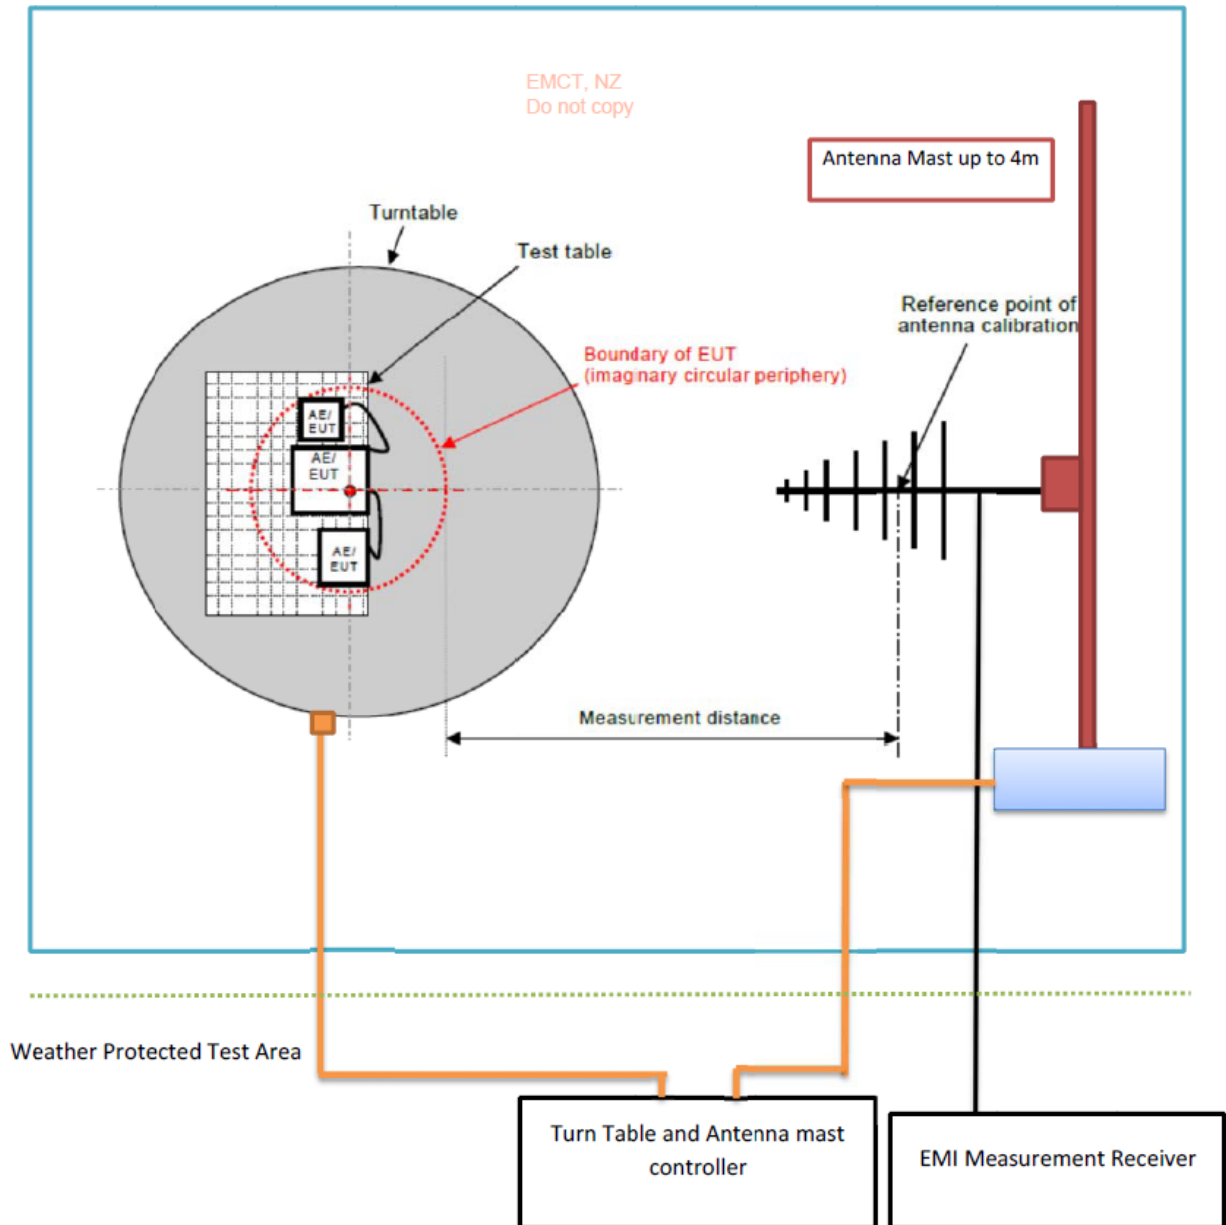 EMCT, NZ
Do not copy
Antenna Mast up to 4m
Turntable
Test table
Reference point of
antenna calibration
Boundary of EUT
(imaginary circular periphery)
AE/
EUT
AE/
EUT
AE/
EUT
Measurement distance
Weather Protected Test Area
Turn Table and Antenna mast
controller
EMI Measurement Receiver